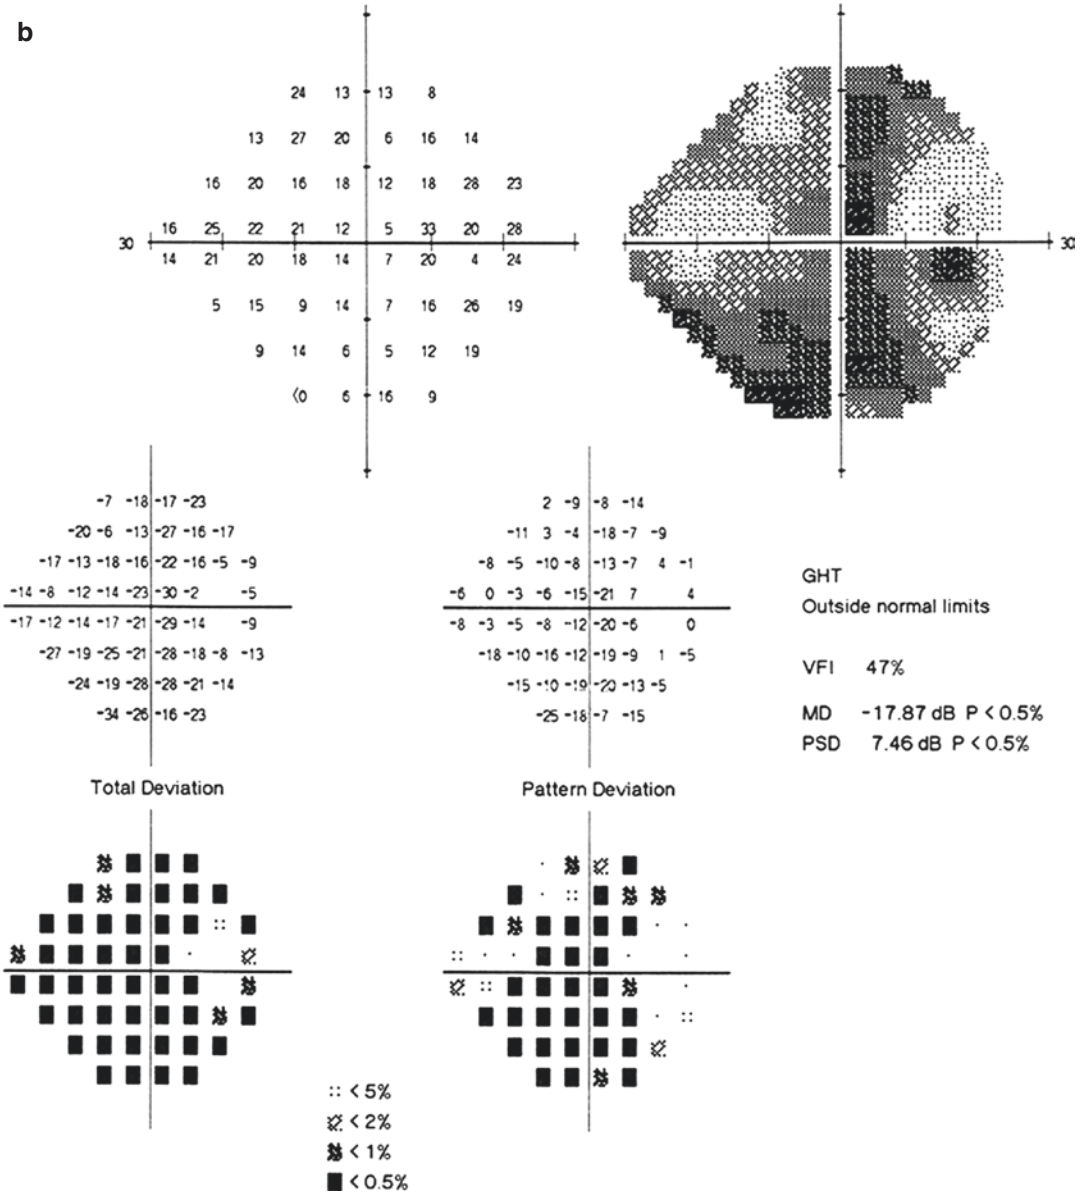 b
24 13 13 8
13 27 20 6 16 14
16 20 16 18 12 18 28 23
16 25 22 21 12 5 33 20 28
30 30
14 21 20 18 14 7 20 4 24
5 15 9 14 7 16 26 19
9 14 6 5 12 19
<0 6 16 9
-7 -18 -17 -23
-20 -6 -13 -27 -16 -17
-17 -13 -18 -16 -22 -16 -5 -9
-14 -8 -12 -14 -23 -30 -2 -5
-17 -12 -14 -17 -21 -29 -14 -9
-27 -19 -25 -21 -28 -18 -8 -13
-24 -19 -28 -28 -21 -14
-34 -26 -16 -23
Total Deviation
2 -9 -8 -14
-11 3 -4 -18 -7 -9
-8 -5 -10 -8 -13 -7 4 -1
-6 0 -3 -6 -15 -21 7 4
-8 -3 -5 -8 -12 -20 -6 0
-18 -10 -16 -12 -19 -9 1 -5
-15 -10 -19 -20 -13 -5
-25 -18 -7 -15
Pattern Deviation
GHT
Outside normal limits
VFI 47%
MD -17.87 dB P < 0.5%
PSD 7.46 dB P < 0.5%
< 5%
< 2%
< 1%
< 0.5%